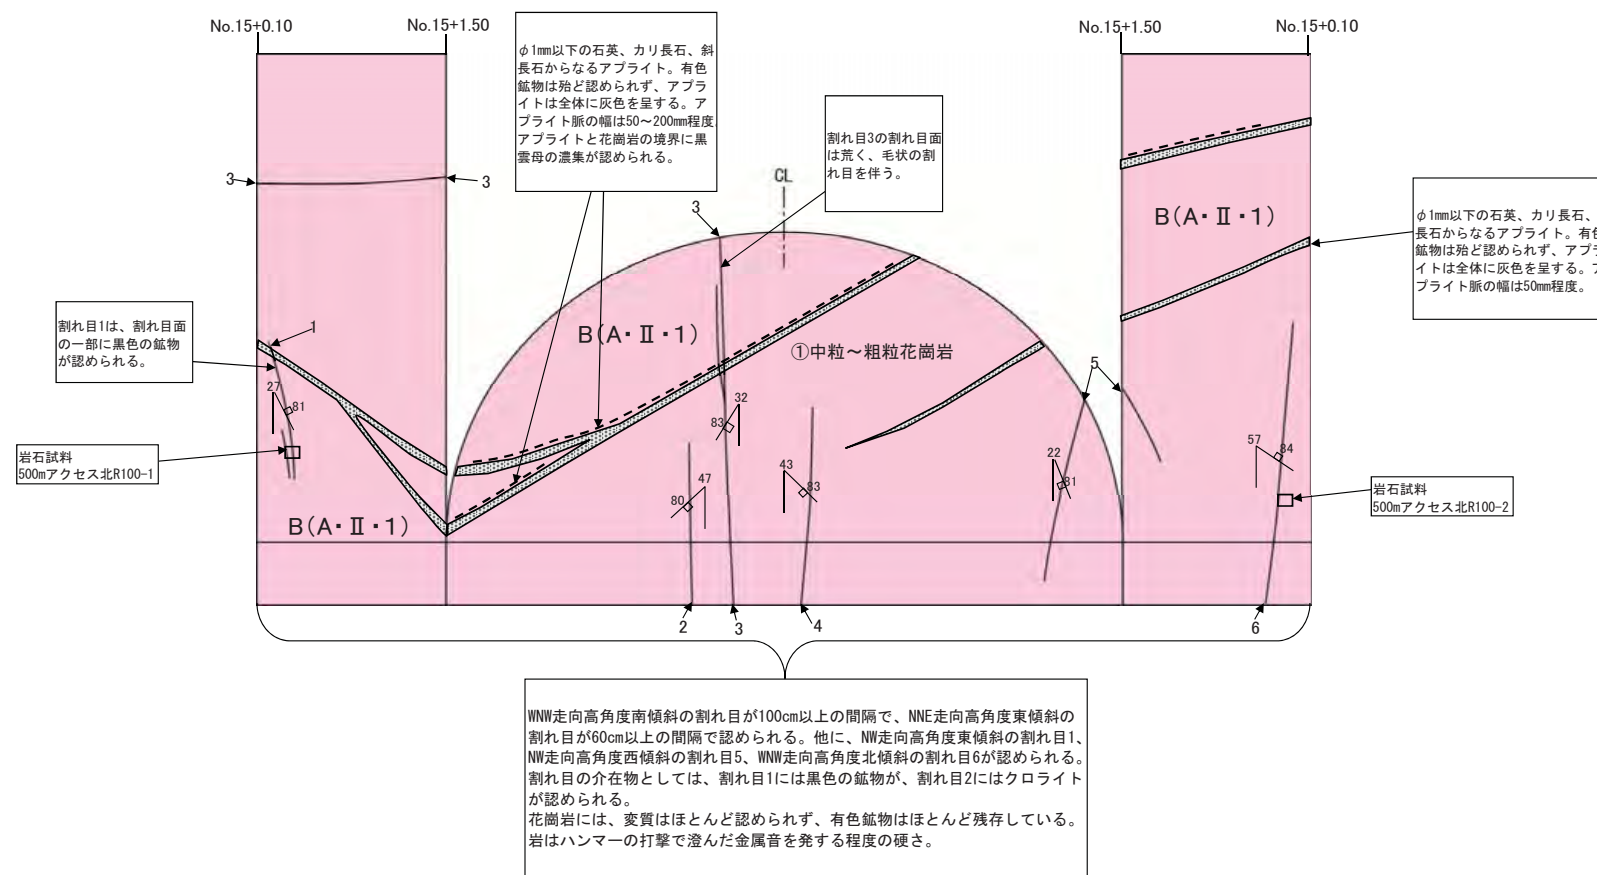 No.15+0.10
No.15+1.50
No.15+1.50
No.15+0.10
φ1mm以下の石英、カリ長石、斜
長石からなるアプライト。有色
鉱物は殆ど認められず、アプラ
イトは全体に灰色を呈する。ア
プライト脈の幅は50～200mm程度
アプライトと花崗岩の境界に黒
雲母の濃集が認められる。
割れ目3の割れ目面
は荒く、毛状の割
れ目を伴う。
CL
3
3
3
B(A・Ⅱ・1)
φ1mm以下の石英、カリ長石、
長石からなるアプライト。有
鉱物は殆ど認められず、アプ
イトは全体に灰色を呈する。
プライト脈の幅は50mm程度。
割れ目1は、割れ目面
の一部に黒色の鉱物
が認められる。
1
B(A・Ⅱ・1)
①中粒～粗粒花崗岩
5
27
81
32
83
岩石試料
500mアクセス北R100-1
47
80
43
83
22
81
57
84
岩石試料
500mアクセス北R100-2
B(A・Ⅱ・1)
2
3
4
6
WNW走向高角度南傾斜の割れ目が100cm以上の間隔で、NNE走向高角度東傾斜の
割れ目が60cm以上の間隔で認められる。他に、NW走向高角度東傾斜の割れ目1、
NW走向高角度西傾斜の割れ目5、WNW走向高角度北傾斜の割れ目6が認められる。
割れ目の介在物としては、割れ目1には黒色の鉱物が、割れ目2にはクロライト
が認められる。
花崗岩には、変質はほとんど認められず、有色鉱物はほとんど残存している。
岩はハンマーの打撃で澄んだ金属音を発する程度の硬さ。